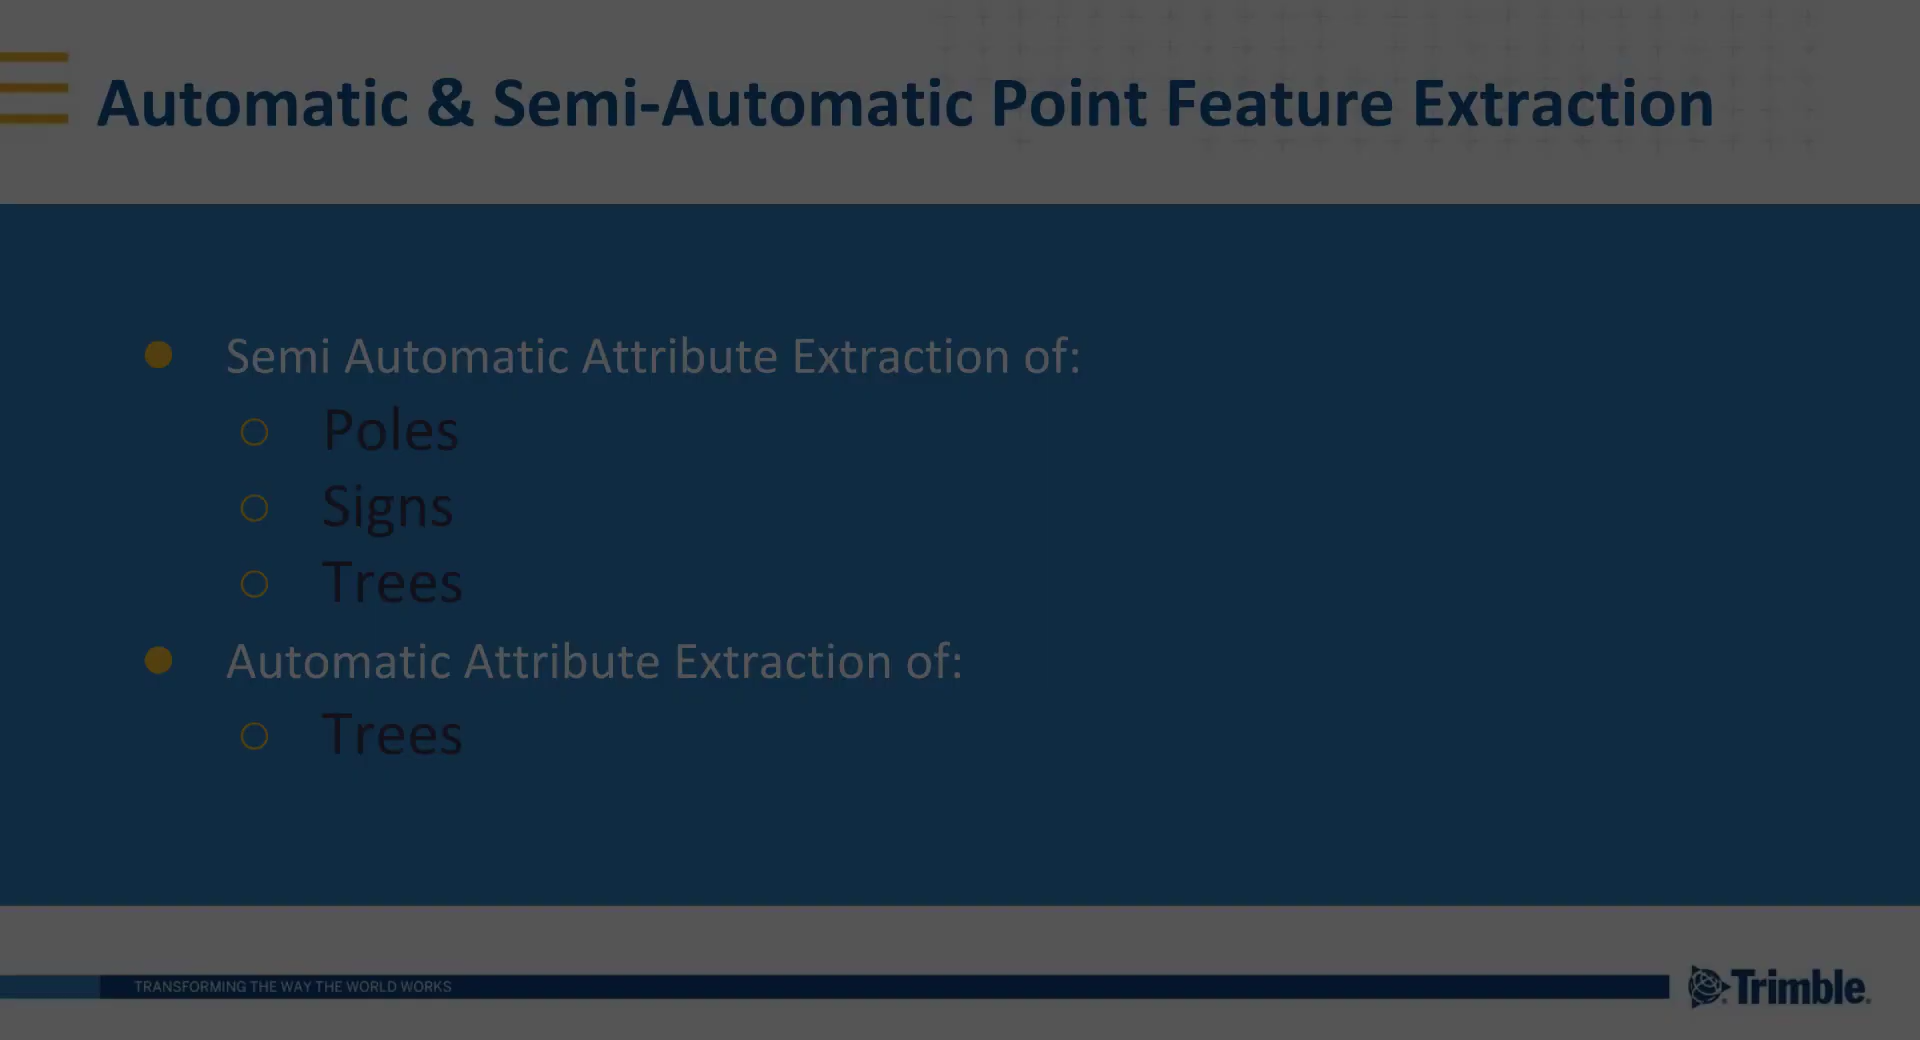 Automatic & Semi-Automatic Point Feature Extraction
Semi Automatic Attribute Extraction of:
Poles
Signs
Trees
Automatic Attribute Extraction of:
Trees
TRANSFORMING THE WAY THE WORLD WORKS
Trimble.